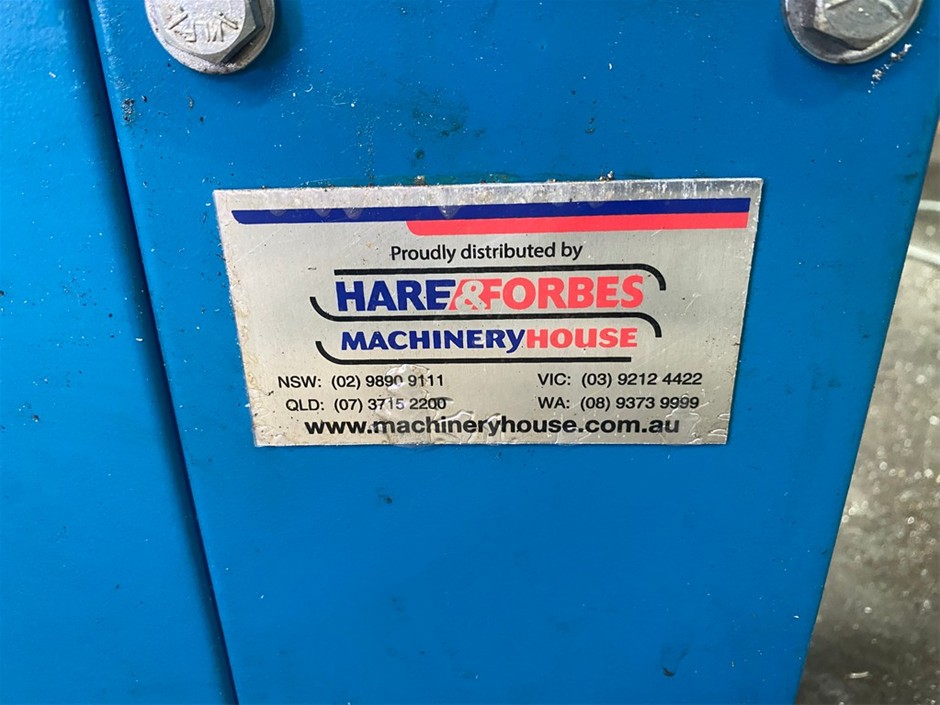 Proudly distributed by
HARE&FORBES
MACHINERYHOUSE
NSW: (02) 9890 9111 VIC: (03) 9212 4422
QLD: (07) 3715 2200 WA: (08) 9373 9999
www.machineryhouse.com.au